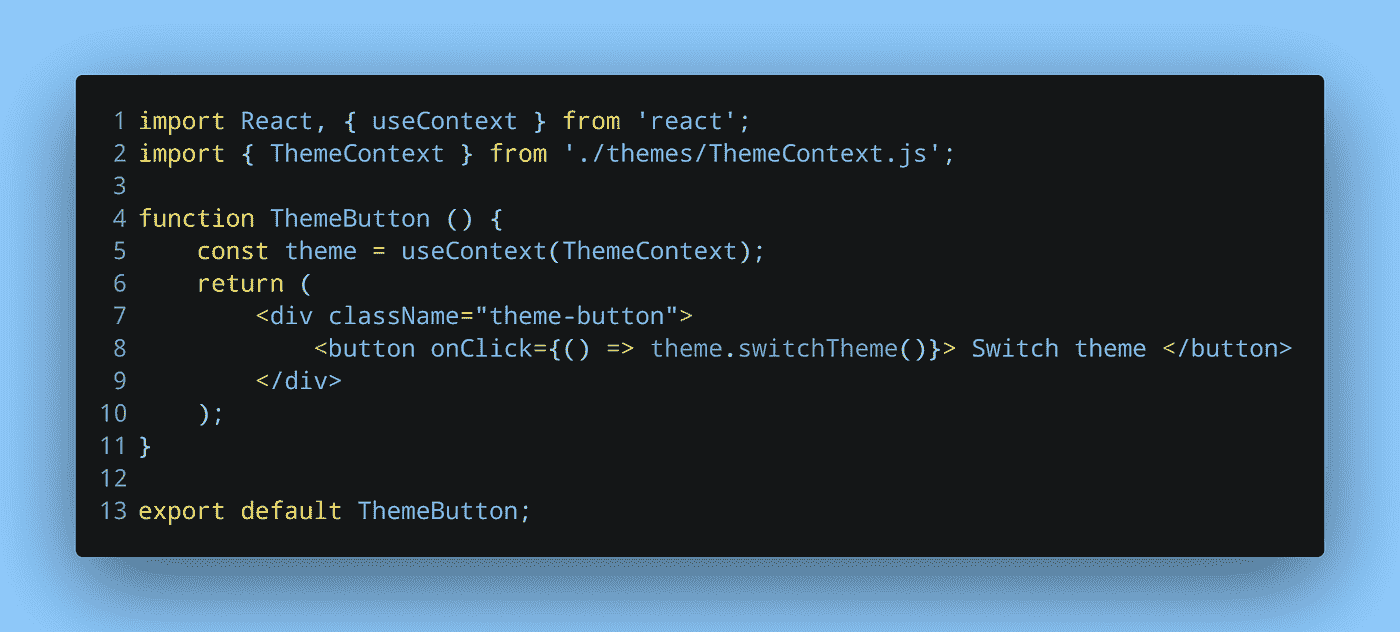 1 import React, { useContext } from 'react';
2 import { ThemeContext } from './themes/ThemeContext.js';
3
4 function ThemeButton () {
5     const theme = useContext(ThemeContext);
6     return (
7         <div className="theme-button">
8             <button onClick={() => theme.switchTheme()}> Switch theme </button>
9         </div>
10     );
11 }
12
13 export default ThemeButton;